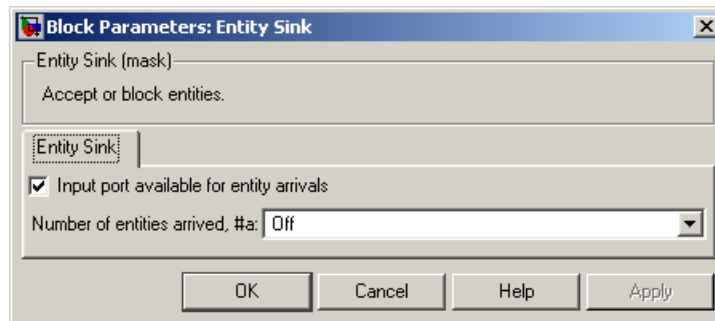 Block Parameters: Entity Sink
Entity Sink (mask)
Accept or block entities.
Entity Sink
Input port available for entity arrivals
Number of entities arrived, #a: Off
OK Cancel Help Apply